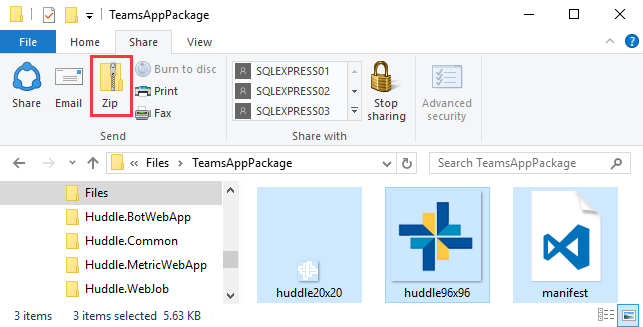 TeamsAppPackage
File Home Share View
Share
Email
Zip
Burn to disc
Print
Fax
Send
SQLEXPRESS01
SQLEXPRESS02
SQLEXPRESS03
Stop
sharing
Share with
Advanced
security
Files TeamsAppPackage
Search TeamsAppPackage
Files
Huddle.BotWebApp
Huddle.Common
Huddle.MetricWebApp
Huddle.WebJob
huddle20x20
huddle96x96
manifest
3 items 3 items selected 5.63 KB